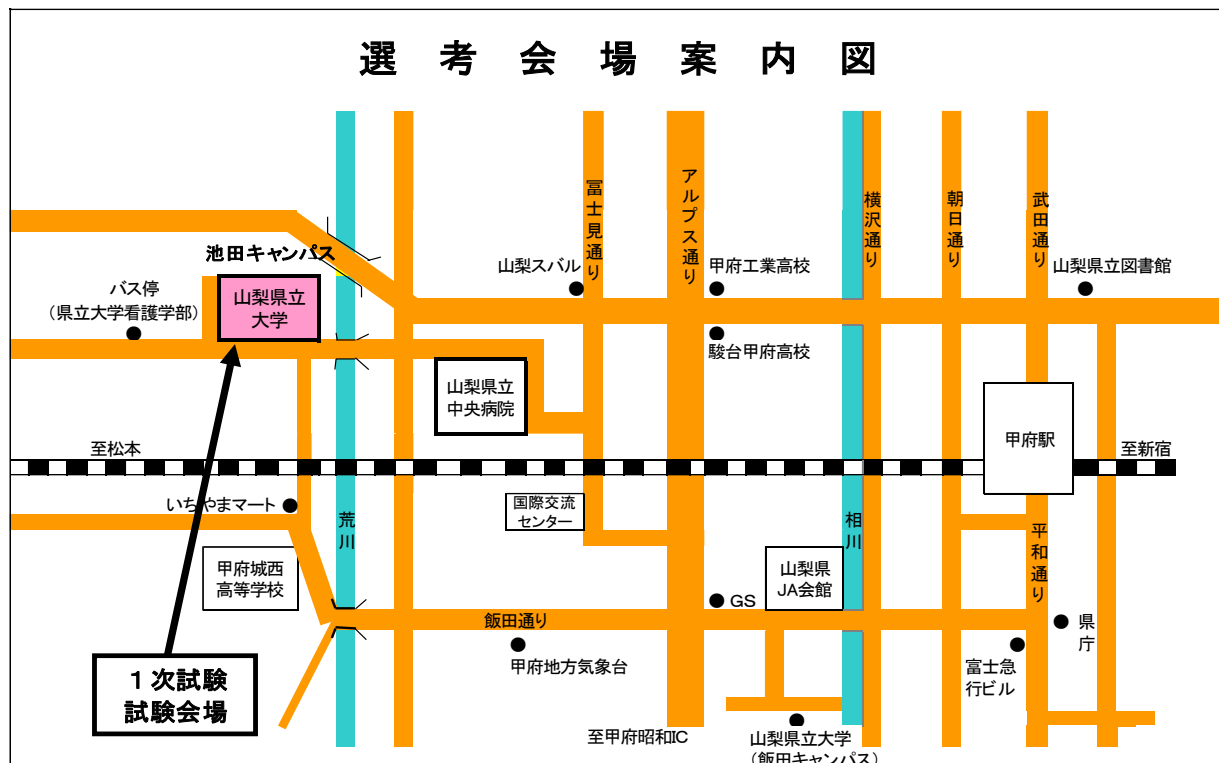 選考会場案内図
富士見通り
アルプス通り
横沢通り
朝日通り
武田通り
池田キャンパス
山梨スバル
甲府工業高校
山梨県立図書館
バス停
（県立大学看護学部）
山梨県立
大学
駿台甲府高校
山梨県立
中央病院
甲府駅
至松本
至新宿
いちやまマート
国際交流
センター
荒川
相川
平和通り
甲府城西
高等学校
山梨県
JA会館
GS
飯田通り
県庁
甲府地方気象台
富士急
行ビル
１次試験
試験会場
至甲府昭和IC
山梨県立大学
（飯田キャンパス）